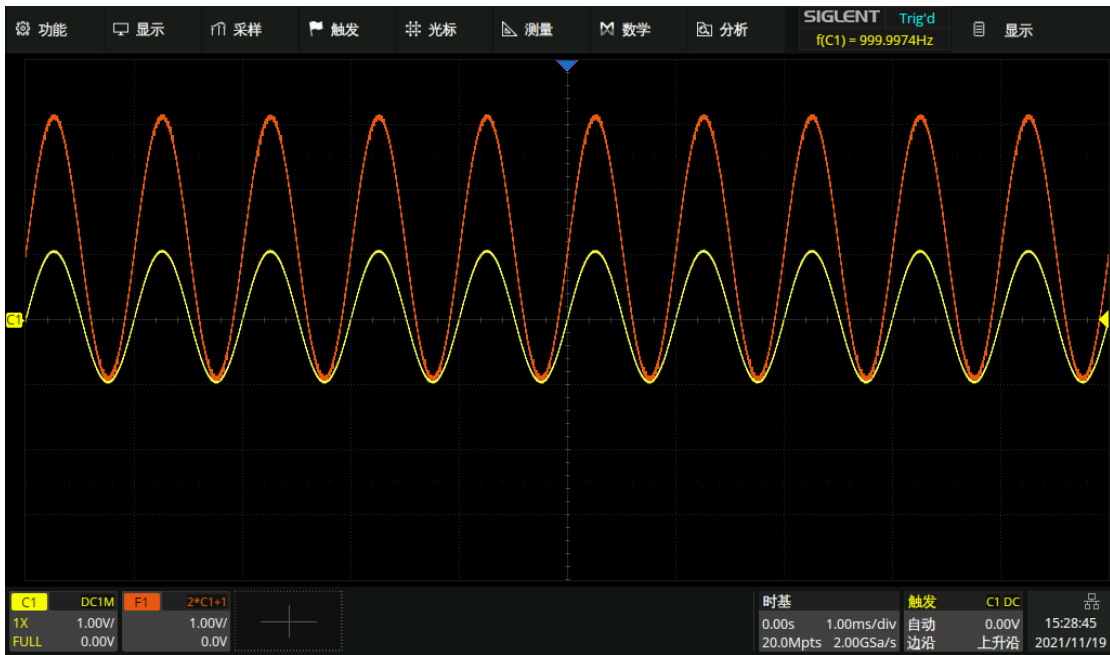 功能 显示 采样 触发 光标 测量 数学 分析 SIGLENT Trig'd 显示
f(C1) = 999.9974Hz
C1
C1 DC1M F1 2*C1+1 时基 触发 C1 DC
1X 1.00V/ 1.00V/ 0.00s 1.00ms/div 自动 0.00V 15:28:45
FULL 0.00V 0.0V 20.0Mpts 2.00GSa/s 边沿 上升沿 2021/11/19